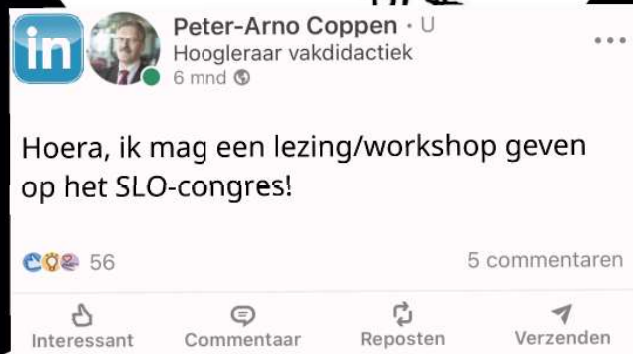 in
Peter-Arno Coppen · U
Hoogleraar vakdidactiek
6 mnd
Hoera, ik mag een lezing/workshop geven
op het SLO-congres!
56
5 commentaren
Interessant
Commentaar
Reposten
Verzenden